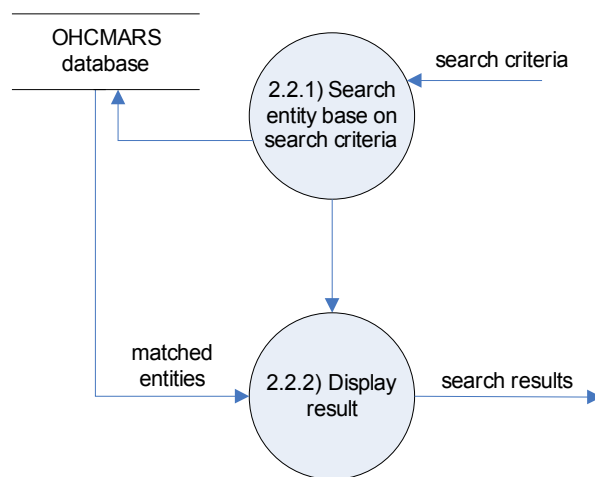 OHCMARS
database
search criteria
2.2.1) Search
entity base on
search criteria
matched
entities
2.2.2) Display
result
search results